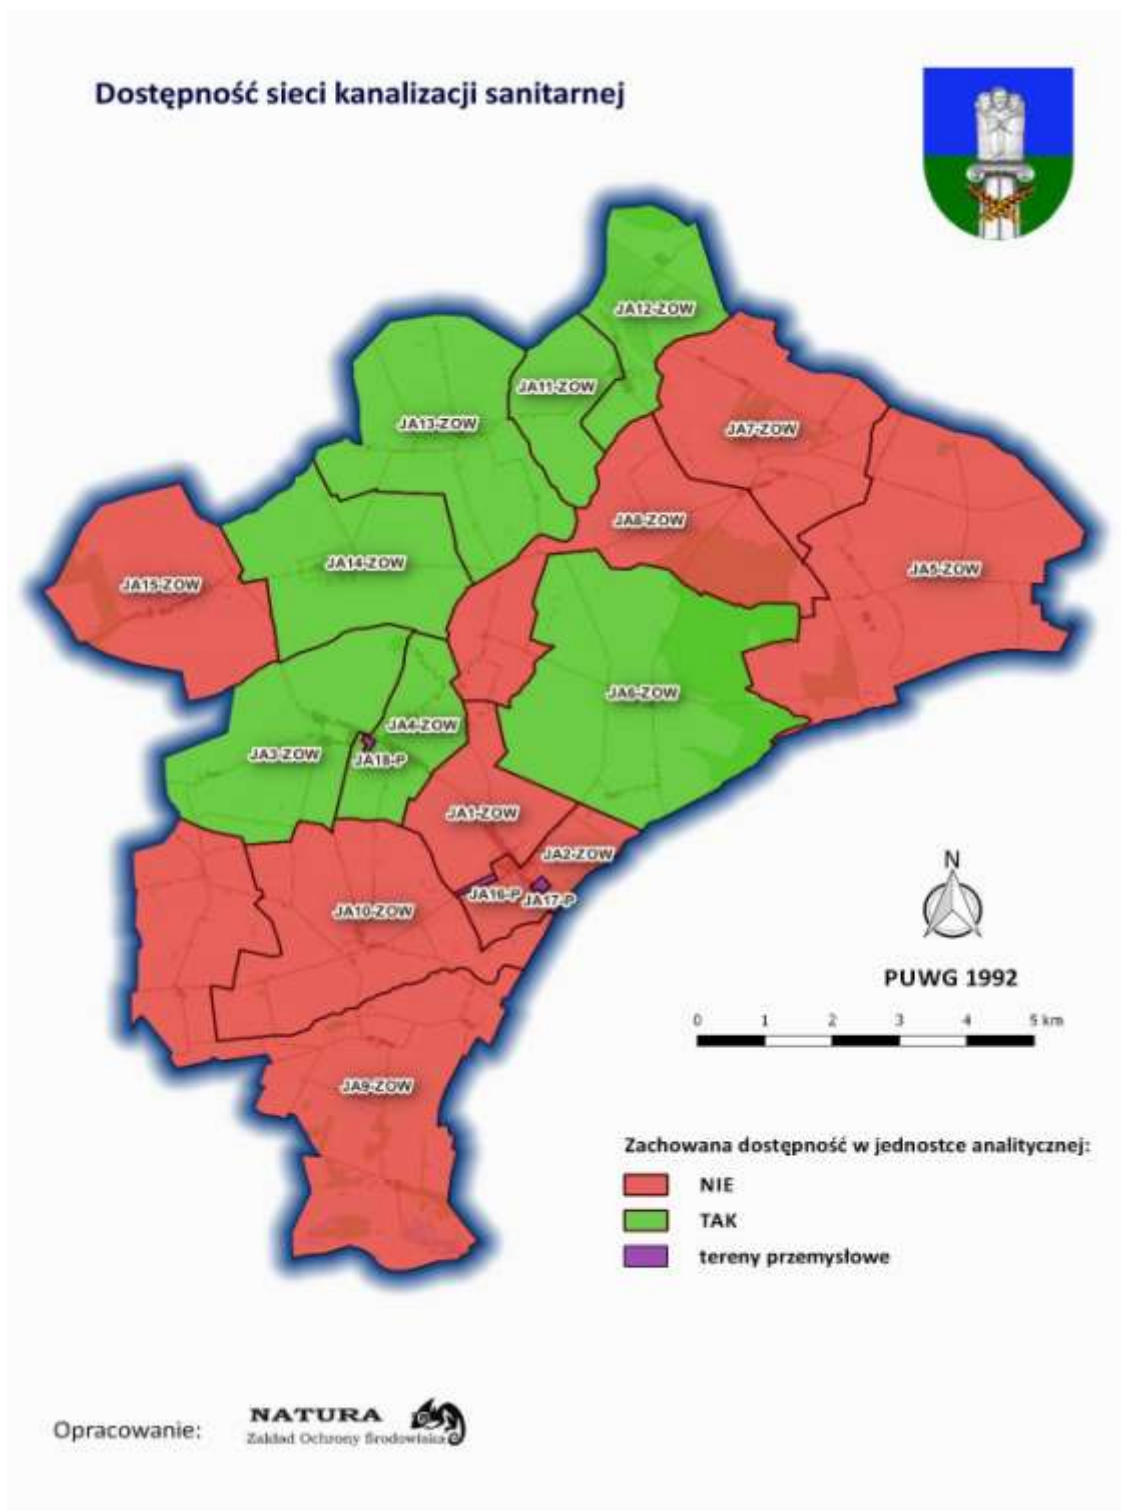 Dostępność sieci kanalizacji sanitarnej
JA12-ZOW
JA11-ZOW
JA13-ZOW
JA7-ZOW
JA8-ZOW
JA14-ZOW
JA5-ZOW
JA15-ZOW
JA6-ZOW
JA4-ZOW
JA3-ZOW
JA18-P
JA1-ZOW
JA2-ZOW
JA16-P
JA17-P
JA10-ZOW
JA9-ZOW
N
PUWG 1992
0 1 2 3 4 5 km
Zachowana dostępność w jednostce analitycznej:
NIE
TAK
tereny przemysłowe
Opracowanie:
NATURA
Zakład Ochrony Środowiska